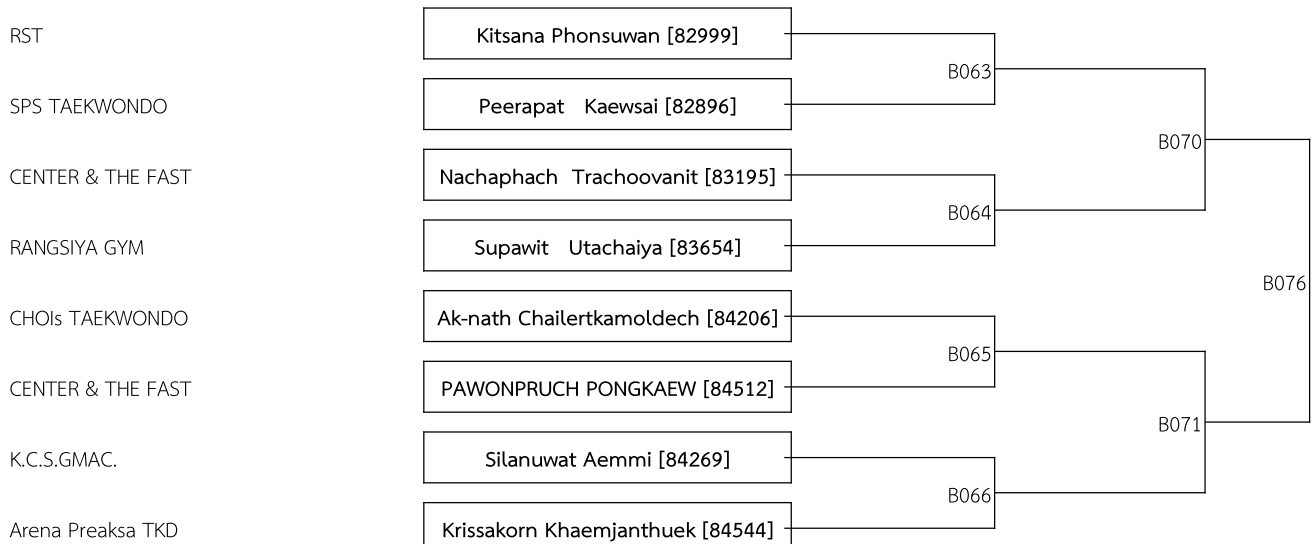 RST
Kitsana Phonsuwan [82999]
B063
SPS TAEKWONDO
Peerapat Kaewsai [82896]
B070
CENTER & THE FAST
Nachaphach Trachoovanit [83195]
B064
RANGSIYA GYM
Supawit Utachaiya [83654]
B076
CHOIs TAEKWONDO
Ak-nath Chailertkamoldech [84206]
B065
CENTER & THE FAST
PAWONPRUCH PONGKAEW [84512]
B071
K.C.S.GMAC.
Silanuwat Aemmi [84269]
B066
Arena Preaksa TKD
Krissakorn Khaemjanthuek [84544]